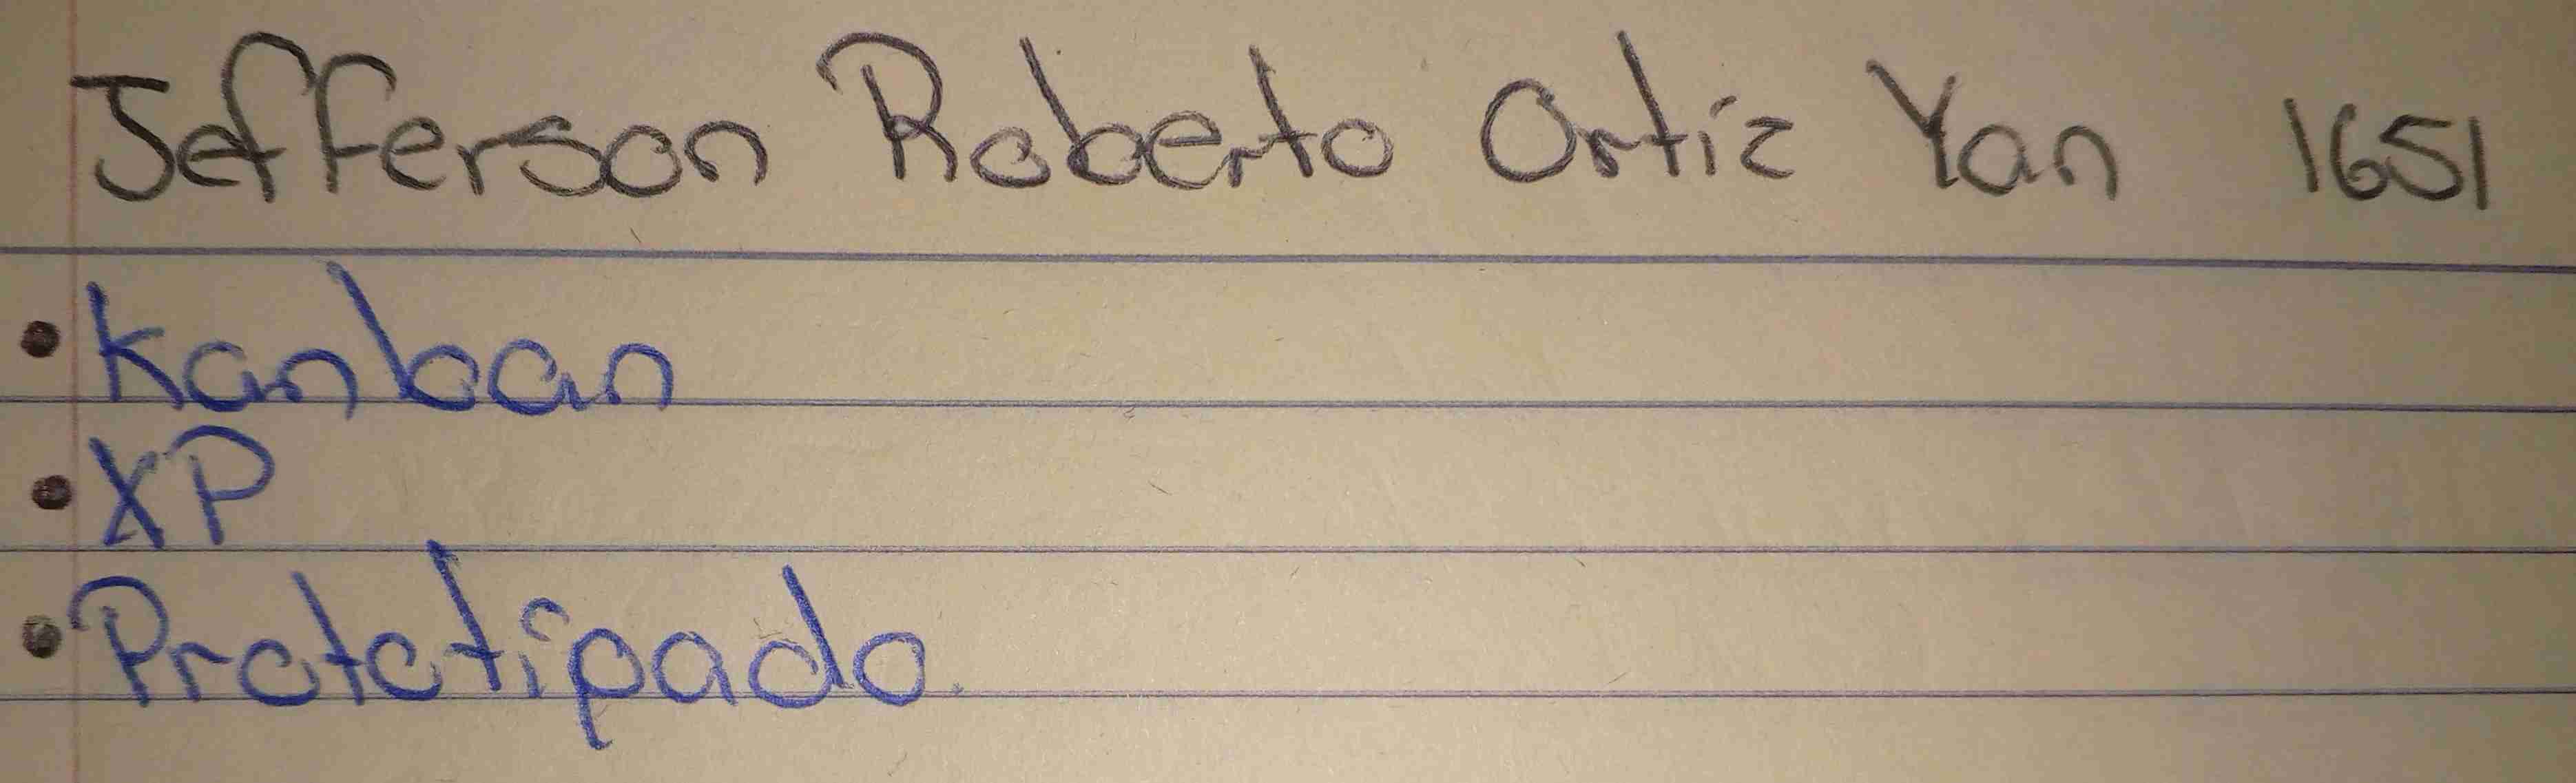 Jefferson Roberto Ortiz Yan 1651
• Kanban
• XP
• Prototipado.